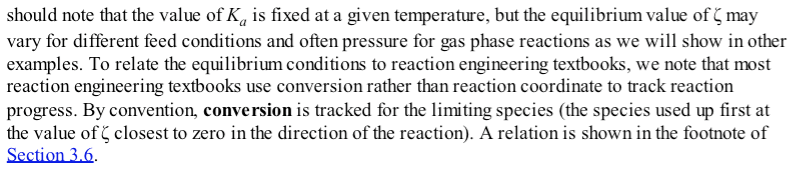 should note that the value of Ka is fixed at a given temperature, but the equilibrium value of ζ may
vary for different feed conditions and often pressure for gas phase reactions as we will show in other
examples. To relate the equilibrium conditions to reaction engineering textbooks, we note that most
reaction engineering textbooks use conversion rather than reaction coordinate to track reaction
progress. By convention, conversion is tracked for the limiting species (the species used up first at
the value of ζ closest to zero in the direction of the reaction). A relation is shown in the footnote of
Section 3.6.